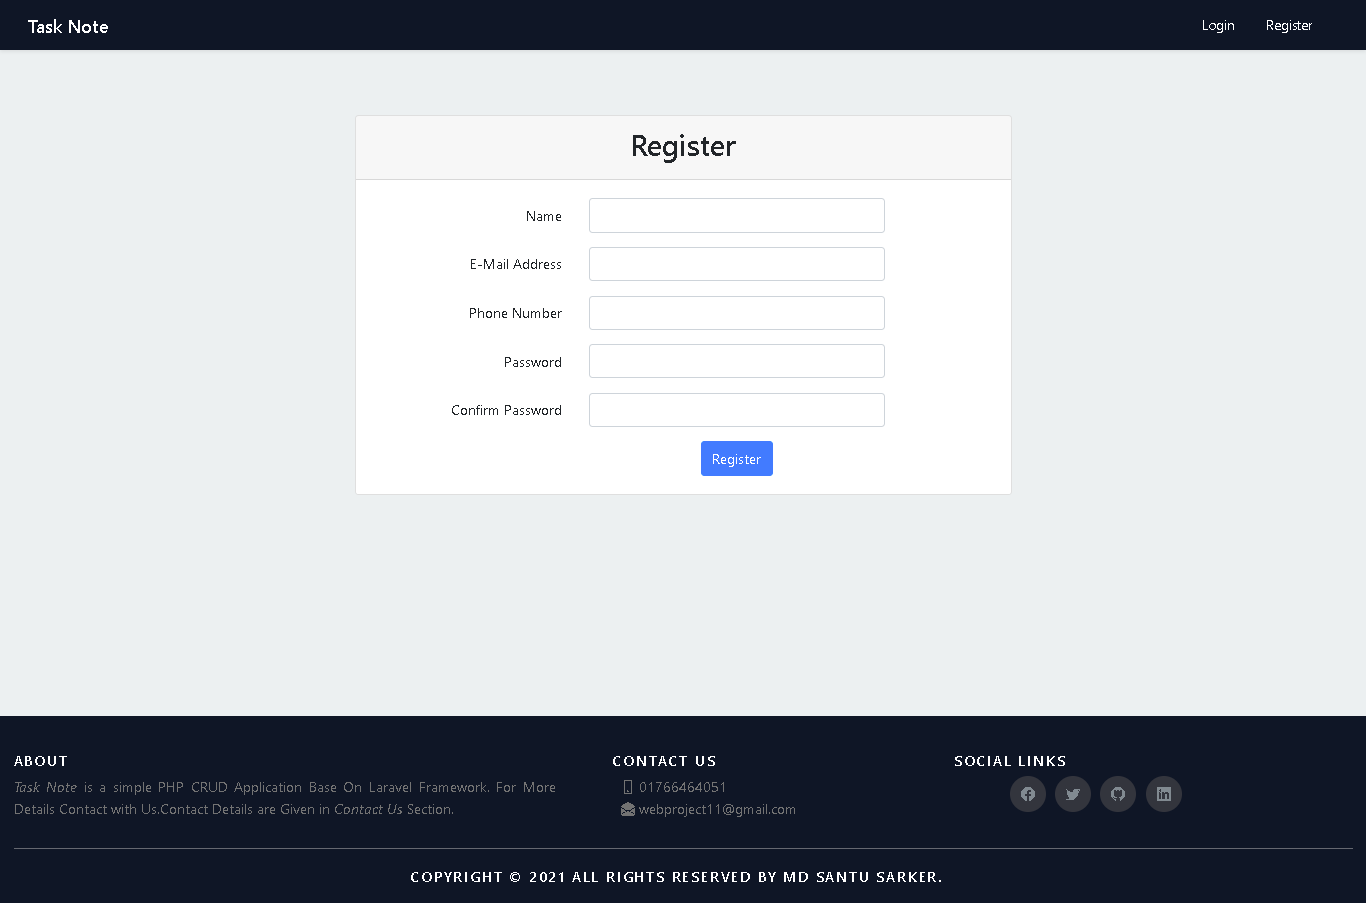 Task Note
Login
Register
Register
Name
E-Mail Address
Phone Number
Password
Confirm Password
Register
ABOUT
Task Note is a simple PHP CRUD Application Base On Laravel Framework. For More
Details Contact with Us.Contact Details are Given in Contact Us Section.
CONTACT US
01766464051
webproject11@gmail.com
SOCIAL LINKS
COPYRIGHT © 2021 ALL RIGHTS RESERVED BY MD SANTU SARKER.